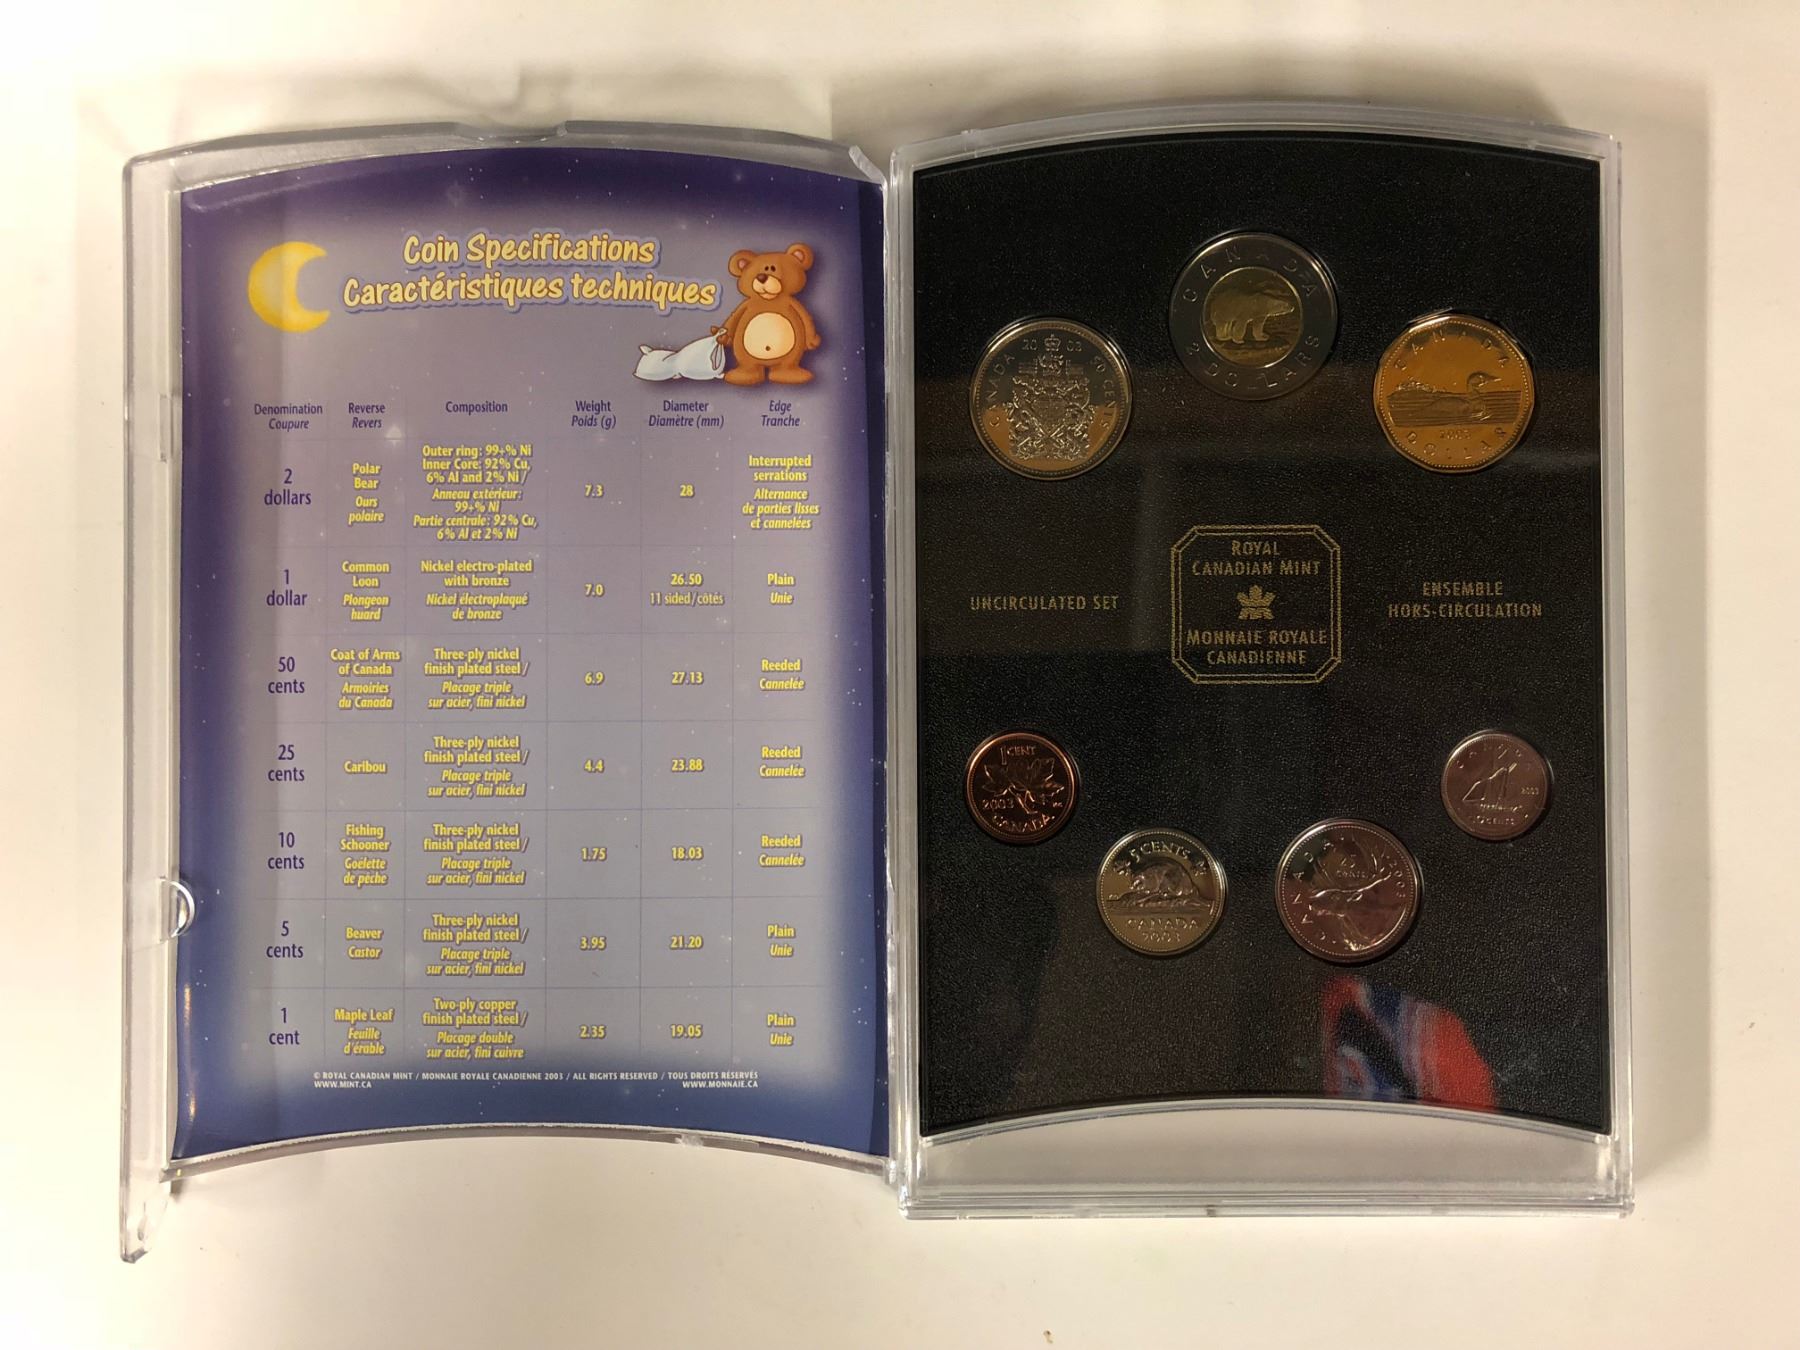 Coin Specifications
Caractéristiques techniques
Denomination
Coupure
Reverse
Revers
Composition
Weight
Poids (g)
Diameter
Diamètre (mm)
Edge
Tranche
2
dollars
Polar
Bear
Ours
polaire
Outer ring: 99+% Ni
Inner Core: 92% Cu,
6% Al and 2% Ni /
Anneau extérieur:
99+% Ni
Partie centrale: 92% Cu,
6% Al et 2% Ni
7.3
28
Interrupted
serrations
Alternance
de parties lisses
et cannelées
1
dollar
Common
Loon
Plongeon
huard
Nickel electro-plated
with bronze
Nickel électroplaqué
de bronze
7.0
26.50
11 sided/côtés
Plain
Unie
50
cents
Coat of Arms
of Canada
Armoiries
du Canada
Three-ply nickel
finish plated steel /
Placage triple
sur acier, fini nickel
6.9
27.13
Reeded
Cannelée
25
cents
Caribou
Three-ply nickel
finish plated steel /
Placage triple
sur acier, fini nickel
4.4
23.88
Reeded
Cannelée
10
cents
Fishing
Schooner
Goélette
de pêche
Three-ply nickel
finish plated steel /
Placage triple
sur acier, fini nickel
1.75
18.03
Reeded
Cannelée
5
cents
Beaver
Castor
Three-ply nickel
finish plated steel /
Placage triple
sur acier, fini nickel
3.95
21.20
Plain
Unie
1
cent
Maple Leaf
Feuille
d'érable
Two-ply copper
finish plated steel /
Placage double
sur acier, fini cuivre
2.35
19.05
Plain
Unie
© ROYAL CANADIAN MINT / MONNAIE ROYALE CANADIENNE 2003 / ALL RIGHTS RESERVED / TOUS DROITS RÉSERVÉS
WWW.MINT.CA
WWW.MONNAIE.CA
CANADA
2 DOLLARS
CANADA 20 03 50 CENTS
CANADA
2003
DOLLAR
UNCIRCULATED SET
ROYAL
CANADIAN MINT
MONNAIE ROYALE
CANADIENNE
ENSEMBLE
HORS-CIRCULATION
1 CENT
2003
CANADA
5 CENTS
CANADA
2003
CANADA 2003
25
CENTS
CANADA
2003
10 CENTS